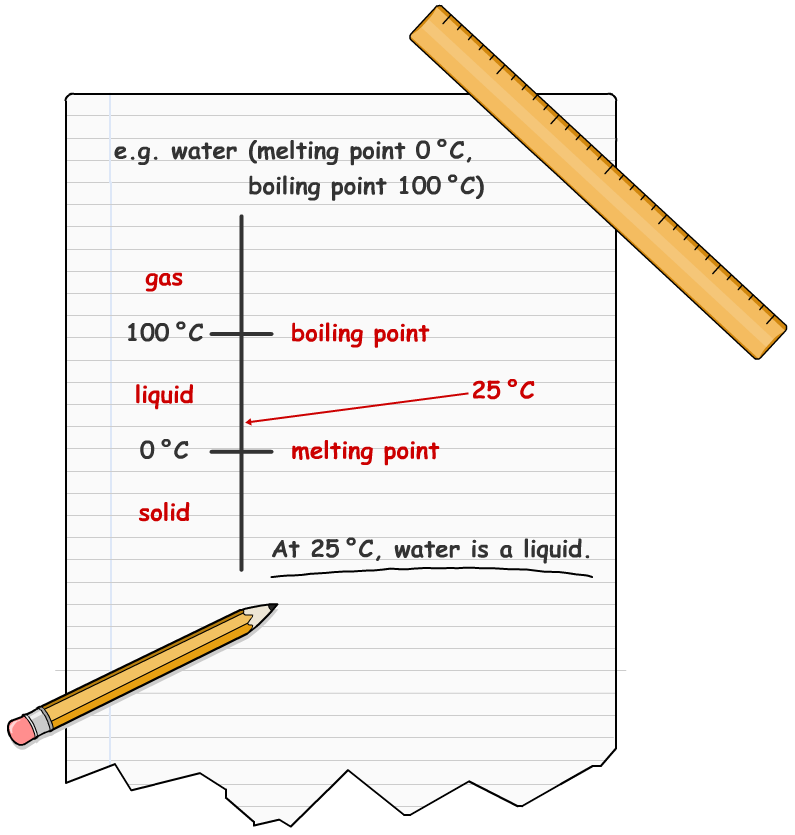 e.g. water (melting point 0 °C,
boiling point 100 °C)
gas
100 °C boiling point
liquid 25 °C
0 °C melting point
solid
At 25 °C, water is a liquid.